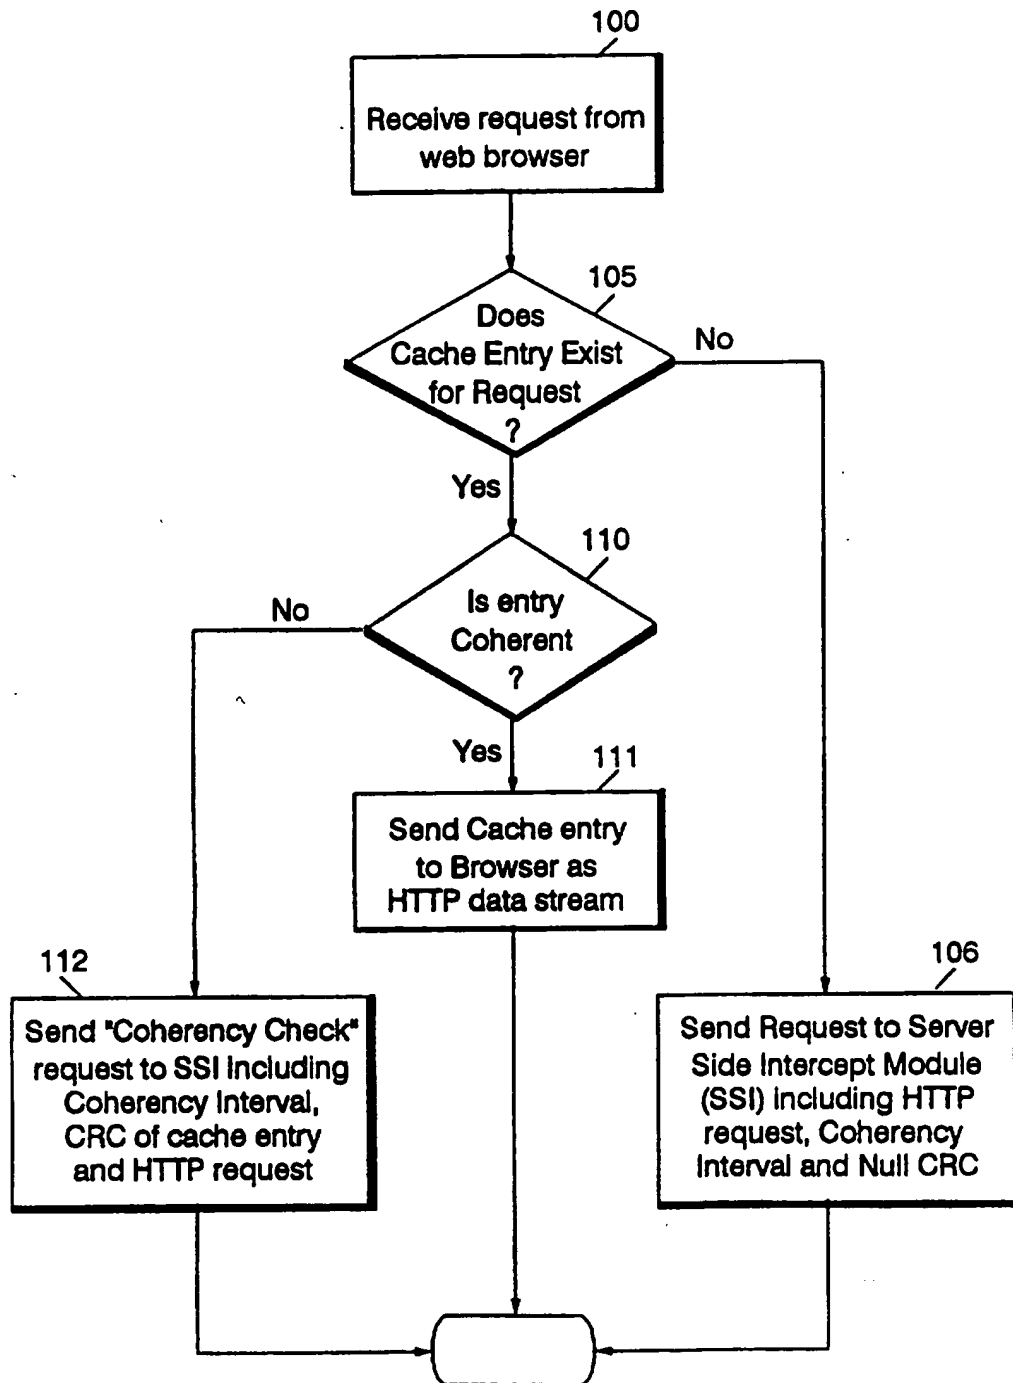 100
Receive request from
web browser
105
Does
Cache Entry Exist
for Request
?
No
Yes
110
Is entry
Coherent
?
No
Yes
111
Send Cache entry
to Browser as
HTTP data stream
112
Send "Coherency Check"
request to SSI including
Coherency Interval,
CRC of cache entry
and HTTP request
106
Send Request to Server
Side Intercept Module
(SSI) including HTTP
request, Coherency
Interval and Null CRC